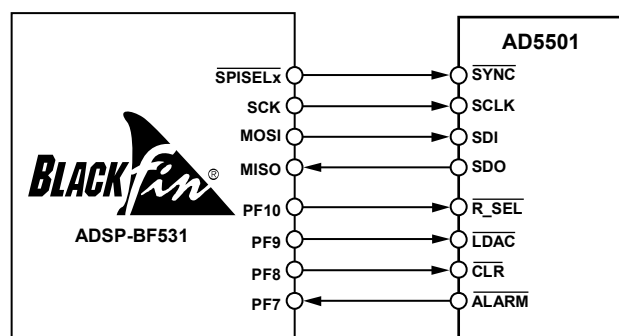 AD5501
SPISELx
SYNC
SCK
SCLK
MOSI
SDI
MISO
SDO
BLACKfin®
PF10
R_SEL
ADSP-BF531
PF9
LDAC
PF8
CLR
PF7
ALARM